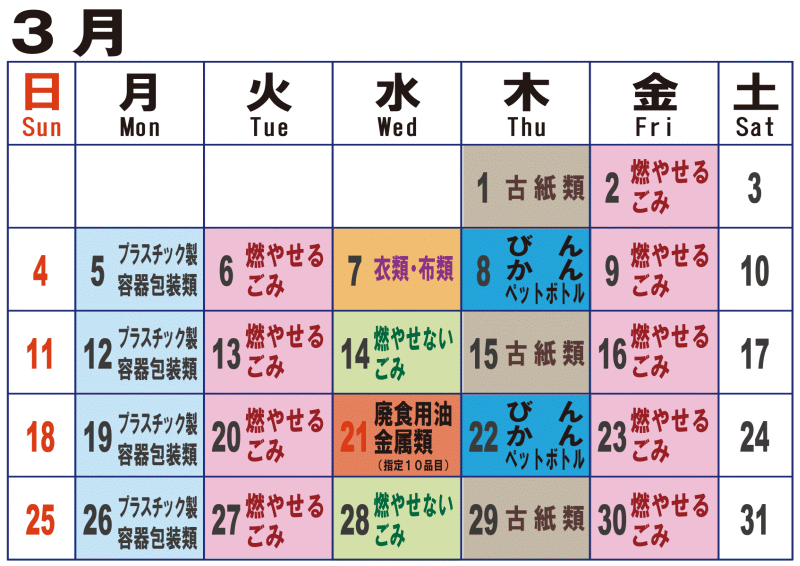 3月
日 月 火 水 木 金 土
Sun Mon Tue Wed Thu Fri Sat
1 古紙類
2 燃やせる
ごみ
3
4
5 プラスチック製
容器包装類
6 燃やせる
ごみ
7 衣類・布類
8 びん
かん
ペットボトル
9 燃やせる
ごみ
10
11
12 プラスチック製
容器包装類
13 燃やせる
ごみ
14 燃やせない
ごみ
15 古紙類
16 燃やせる
ごみ
17
18
19 プラスチック製
容器包装類
20 燃やせる
ごみ
21 廃食用油
金属類
(指定10品目)
22 びん
かん
ペットボトル
23 燃やせる
ごみ
24
25
26 プラスチック製
容器包装類
27 燃やせる
ごみ
28 燃やせない
ごみ
29 古紙類
30 燃やせる
ごみ
31